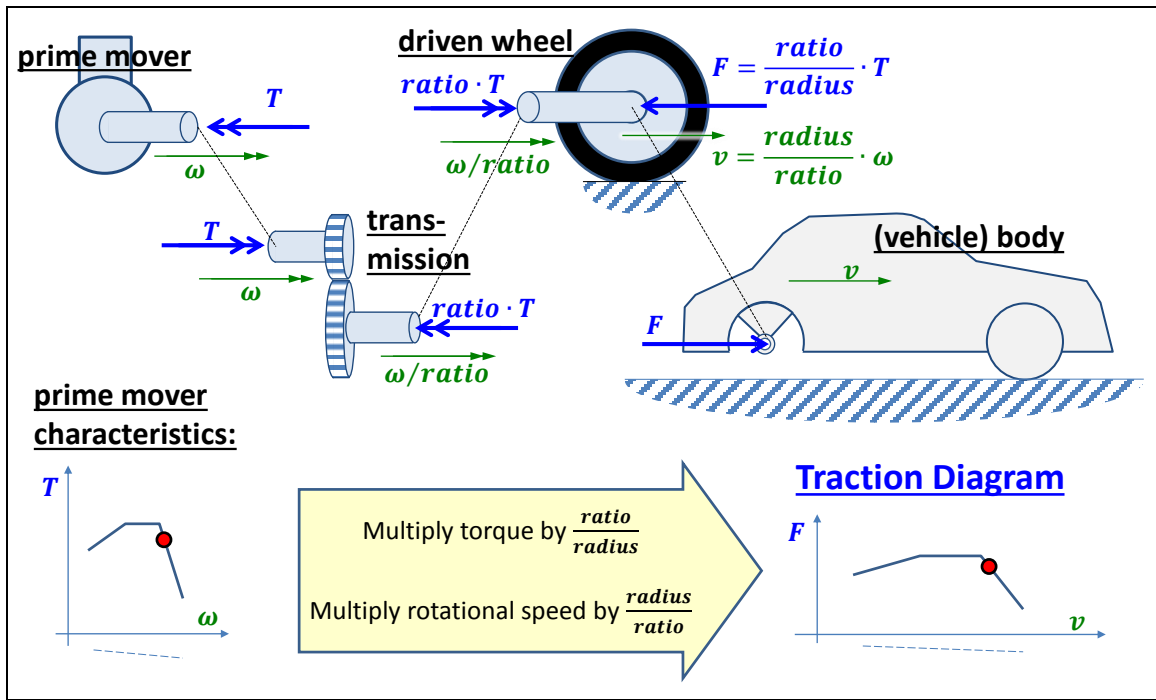 prime mover
T
ω
driven wheel
ratio · T
ω/ratio
F = ratio/radius · T
v = radius/ratio · ω
T
ω
trans-
mission
ratio · T
ω/ratio
(vehicle) body
v
F
prime mover
characteristics:
T
ω
Multiply torque by ratio/radius
Multiply rotational speed by radius/ratio
Traction Diagram
F
v